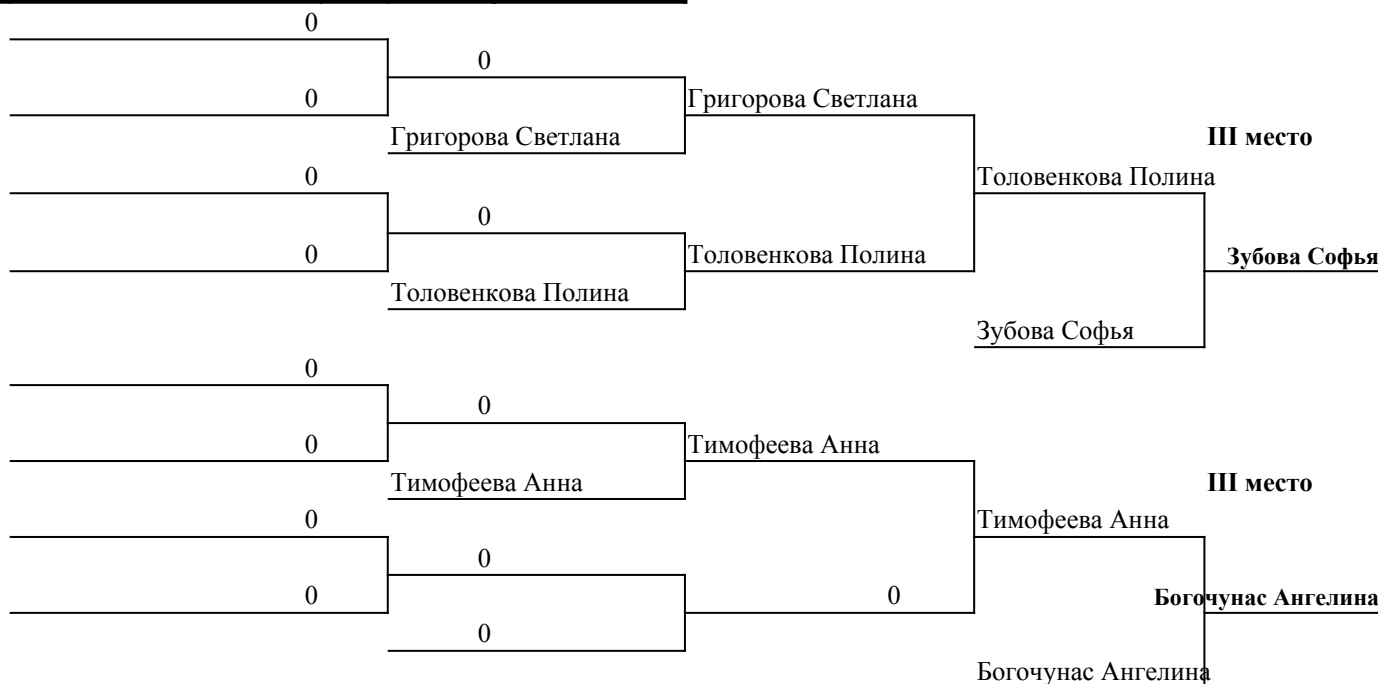 0
0
0
Григорова Светлана
Григорова Светлана
III место
0
Толовенкова Полина
0
0
Толовенкова Полина
Зубова Софья
Толовенкова Полина
Зубова Софья
0
0
0
Тимофеева Анна
Тимофеева Анна
III место
0
Тимофеева Анна
0
0
0
Богочунас Ангелина
0
Богочунас Ангелина